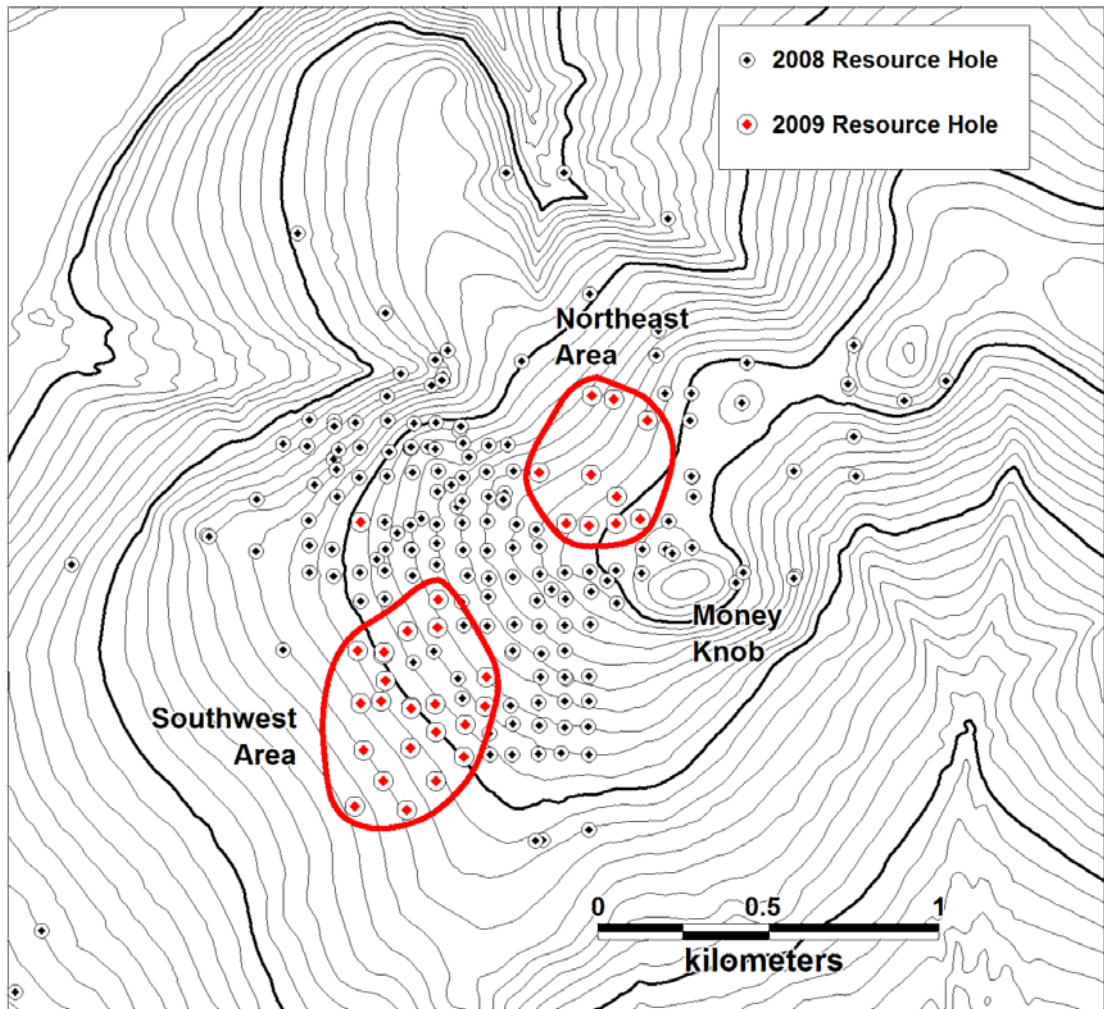 2008 Resource Hole
2009 Resource Hole
Northeast
Area
Money
Knob
Southwest
Area
0 0.5 1
kilometers